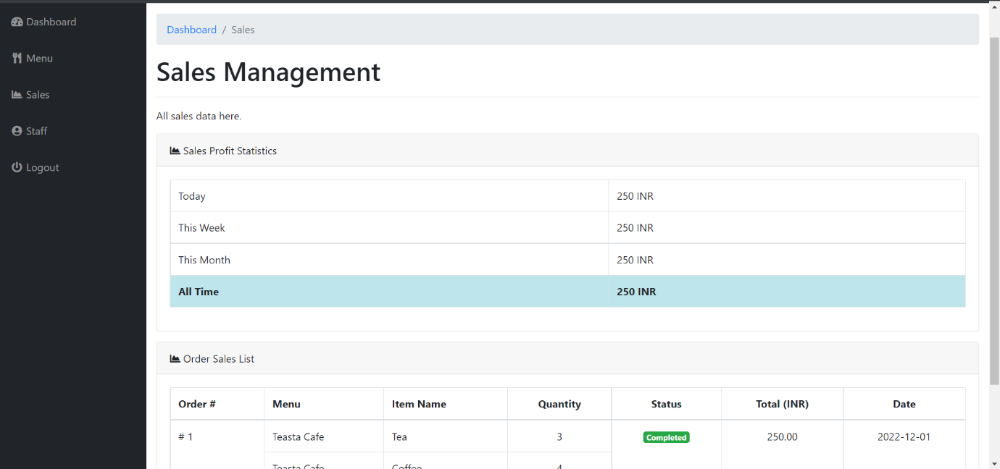 Dashboard
Menu
Sales
Staff
Logout
Dashboard / Sales
Sales Management
All sales data here.
Sales Profit Statistics
Today 250 INR
This Week 250 INR
This Month 250 INR
All Time 250 INR
Order Sales List
Order # Menu Item Name Quantity Status Total (INR) Date
# 1 Teasta Cafe Tea 3 Completed 250.00 2022-12-01
Teasta Cafe Coffee 4